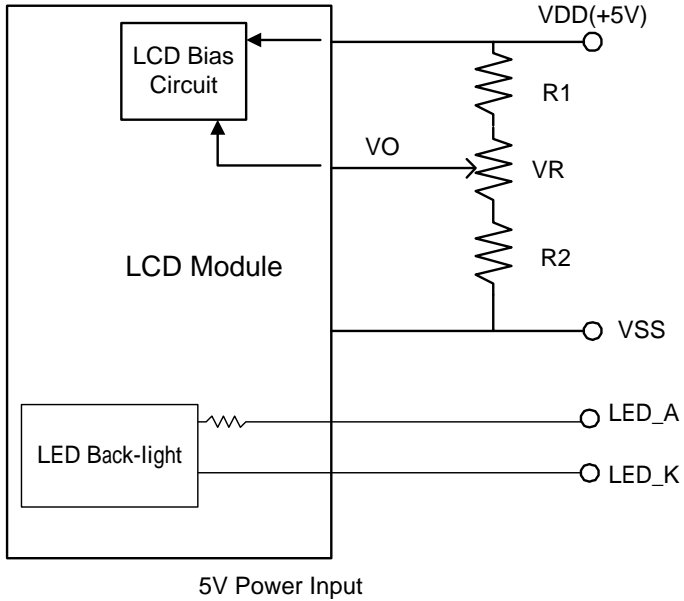 VDD(+5V)
LCD Bias
Circuit
R1
VO
VR
LCD Module
R2
VSS
LED_A
LED Back-light
LED_K
5V Power Input